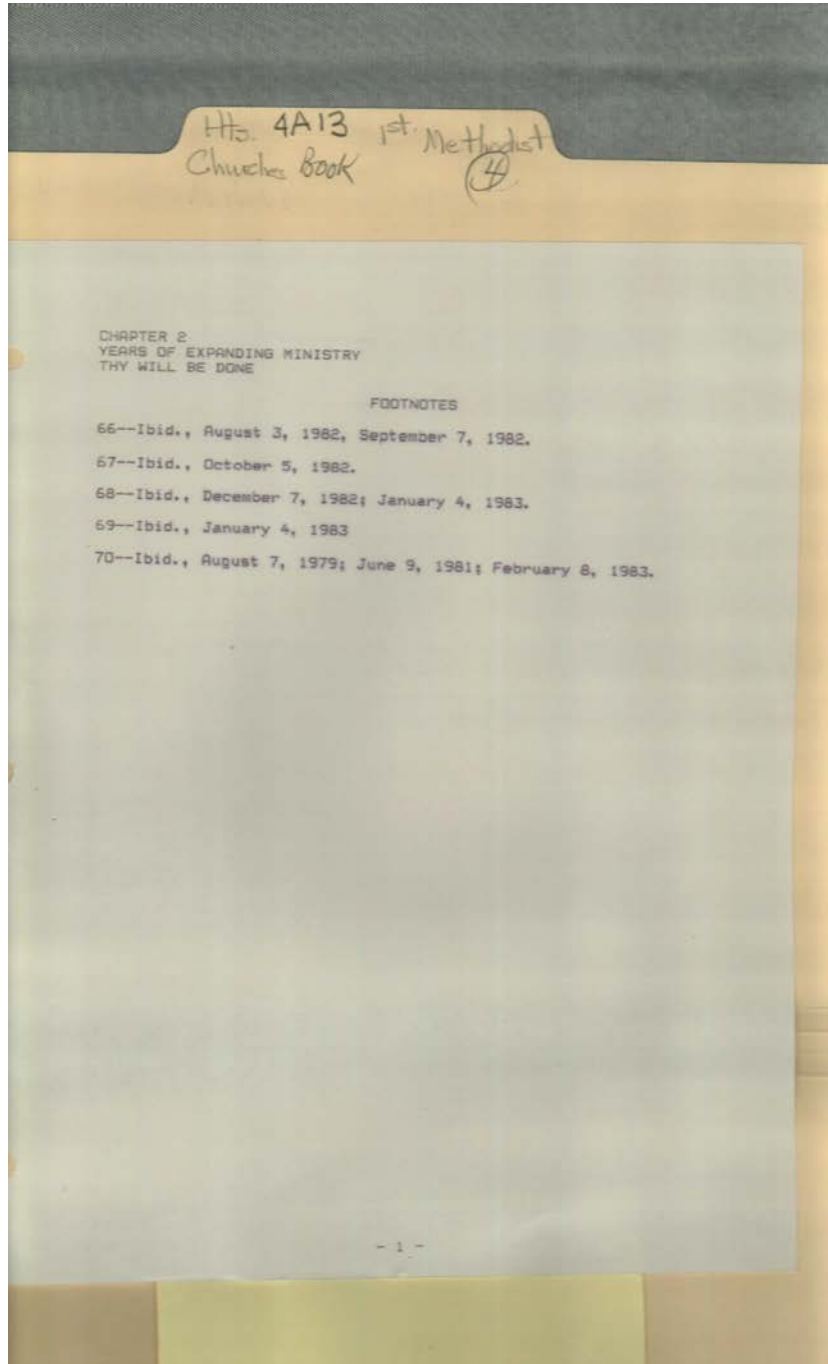 Hts. 4A13 1st. Methodist
Churches Book 4
CHAPTER 2
YEARS OF EXPANDING MINISTRY
THY WILL BE DONE
FOOTNOTES
66--Ibid., August 3, 1982, September 7, 1982.
67--Ibid., October 5, 1982.
68--Ibid., December 7, 1982; January 4, 1983.
69--Ibid., January 4, 1983
70--Ibid., August 7, 1979; June 9, 1981; February 8, 1983.
- 1 -